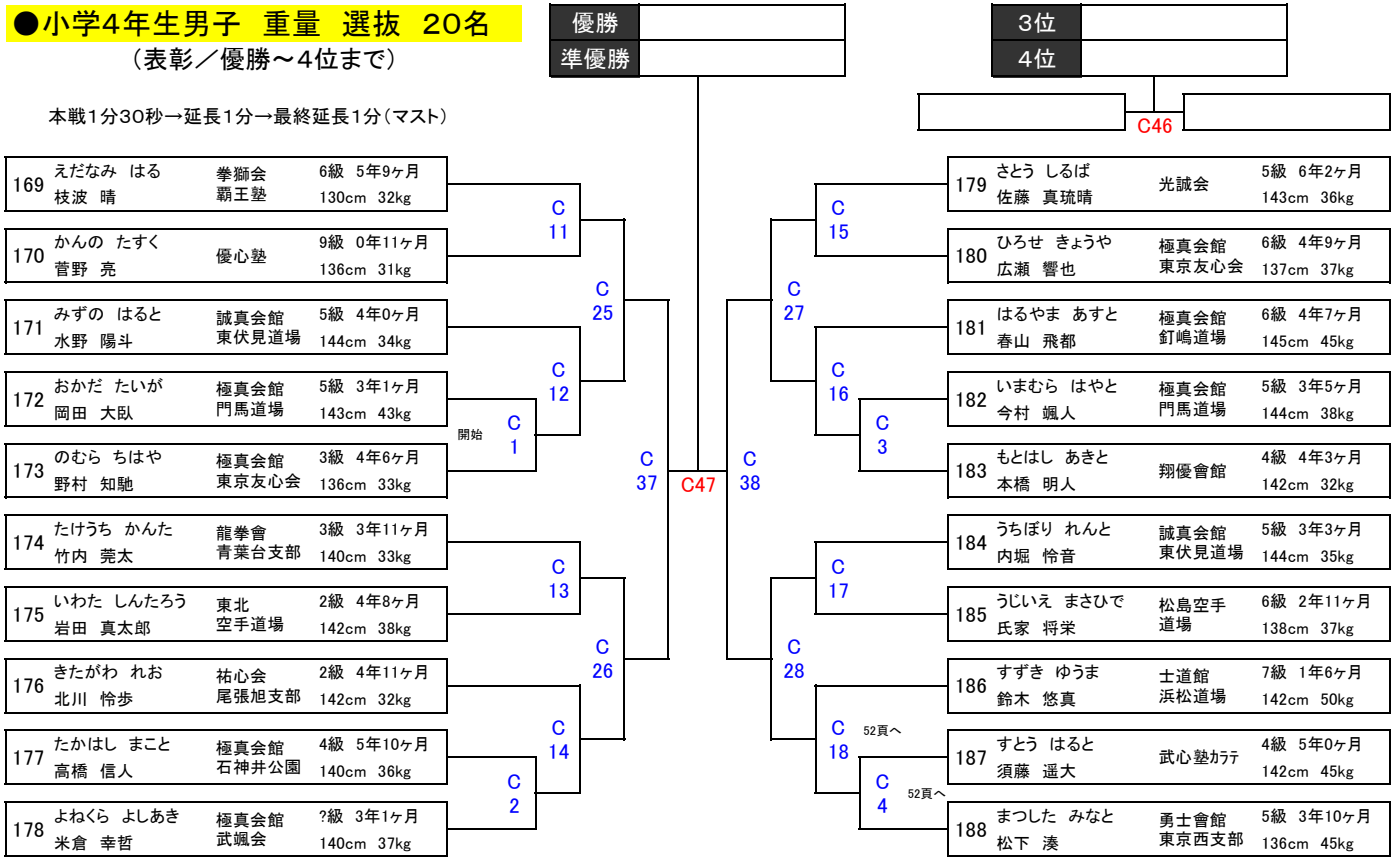 ●小学4年生男子 重量 選抜 20名
(表彰／優勝～4位まで)
本戦1分30秒→延長1分→最終延長1分(マスト)
優勝
準優勝
3位
4位
C46
169 えだなみ はる 拳獅会 6級 5年9ヶ月
枝波 晴 覇王塾 130cm 32kg
170 かんの たすく 優心塾 9級 0年11ヶ月
菅野 亮 136cm 31kg
171 みずの はると 誠真会館 5級 4年0ヶ月
水野 陽斗 東伏見道場 144cm 34kg
172 おかだ たいが 極真会館 5級 3年1ヶ月
岡田 大臥 門馬道場 143cm 43kg
173 のむら ちはや 極真会館 3級 4年6ヶ月
野村 知馳 東京友心会 136cm 33kg
174 たけうち かんた 龍拳會 3級 3年11ヶ月
竹内 莞太 青葉台支部 140cm 33kg
175 いわた しんたろう 東北 2級 4年8ヶ月
岩田 真太郎 空手道場 142cm 38kg
176 きたがわ れお 祐心会 2級 4年11ヶ月
北川 怜歩 尾張旭支部 142cm 32kg
177 たかはし まこと 極真会館 4級 5年10ヶ月
高橋 信人 石神井公園 140cm 36kg
178 よねくら よしあき 極真会館 ?級 3年1ヶ月
米倉 幸哲 武颯会 140cm 37kg
C
11
C
12
開始
C
1
C
13
C
14
C
2
C
25
C
26
C
37
C47
C
38
C
27
C
28
C
15
C
16
C
3
C
17
C
18
52頁へ
C
4
52頁へ
179 さとう しるば 光誠会 5級 6年2ヶ月
佐藤 真琉晴 143cm 36kg
180 ひろせ きょうや 極真会館 6級 4年9ヶ月
広瀬 響也 東京友心会 137cm 37kg
181 はるやま あすと 極真会館 6級 4年7ヶ月
春山 飛都 釘嶋道場 145cm 45kg
182 いまむら はやと 極真会館 5級 3年5ヶ月
今村 颯人 門馬道場 144cm 38kg
183 もとはし あきと 翔優會館 4級 4年3ヶ月
本橋 明人 142cm 32kg
184 うちぼり れんと 誠真会館 5級 3年3ヶ月
内堀 怜音 東伏見道場 144cm 35kg
185 うじいえ まさひで 松島空手 6級 2年11ヶ月
氏家 将栄 道場 138cm 37kg
186 すずき ゆうま 士道館 7級 1年6ヶ月
鈴木 悠真 浜松道場 142cm 50kg
187 すとう はると 武心塾カラテ 4級 5年0ヶ月
須藤 遥大 142cm 45kg
188 まつした みなと 勇士會館 5級 3年10ヶ月
松下 湊 東京西支部 136cm 45kg